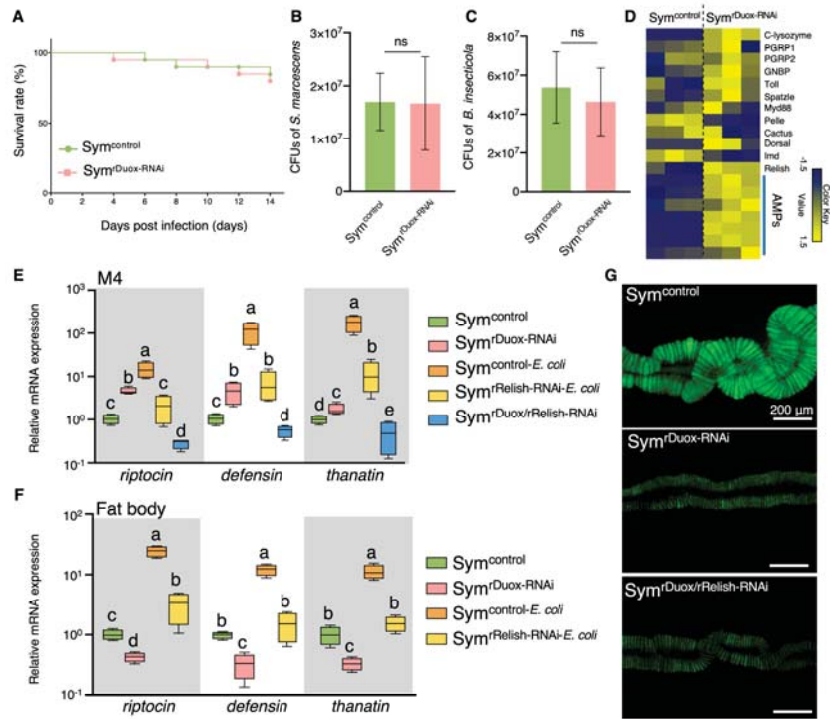 A
Survival rate (%)
100
50
0
Sym^control
Sym^rDuox-RNAi
0 2 4 6 8 10 12 14
Days post infection (days)
B
CFUs of S. marcescens
3×10^7
2×10^7
1×10^7
0
ns
Sym^control
Sym^rDuox-RNAi
C
CFUs of B. insecticola
8×10^7
6×10^7
4×10^7
2×10^7
0
ns
Sym^control
Sym^rDuox-RNAi
D
Sym^control Sym^rDuox-RNAi
C-lysozyme
PGRP1
PGRP2
GNBP
Toll
Spatzle
Myd88
Pelle
Cactus
Dorsal
Imd
Relish
AMPs
-1.5
1.5
Value
Color Key
E
M4
Relative mRNA expression
10^3
10^2
10^1
10^0
10^-1
c b a c d
c b a b d
d c a b e
riptocin defensin thanatin
Sym^control
Sym^rDuox-RNAi
Sym^control-E. coli
Sym^rRelish-RNAi-E. coli
Sym^rDuox/rRelish-RNAi
F
Fat body
Relative mRNA expression
10^2
10^1
10^0
10^-1
c d a b
b c a b
b c a b
riptocin defensin thanatin
Sym^control
Sym^rDuox-RNAi
Sym^control-E. coli
Sym^rRelish-RNAi-E. coli
G
Sym^control
200 µm
Sym^rDuox-RNAi
Sym^rDuox/rRelish-RNAi